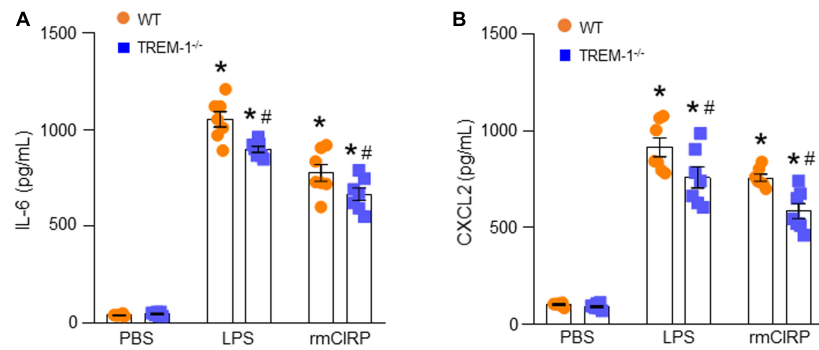 A
WT
TREM-1-/-
IL-6 (pg/mL)
1500
1000
500
0
*
* #
*
* #
PBS
LPS
rmCIRP
B
WT
TREM-1-/-
CXCL2 (pg/mL)
1500
1000
500
0
*
* #
*
* #
PBS
LPS
rmCIRP